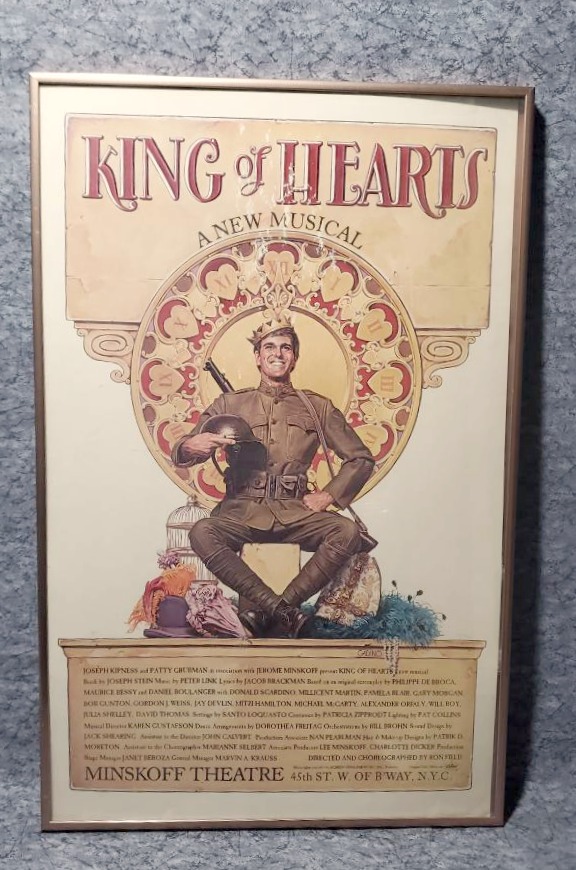 KING of HEARTS
A NEW MUSICAL
XII
JOSEPH KIPNESS and PATTY GRUBMAN in association with JEROME MINSKOFF present KING OF HEARTS a new musical
Book by JOSEPH STEIN Music by PETER LINK Lyrics by JACOB BRACKMAN Based on an original screenplay by PHILIPPE DE BROCA,
MAURICE BESSY and DANIEL BOULANGER with DONALD SCARDINO, MILLICENT MARTIN, PAMELA BLAIR, GARY MORGAN,
BOB GUNTON, GORDON J. WEISS, JAY DEVLIN, MITZI HAMILTON, MICHAEL McCARTY, ALEXANDER ORFALY, WILL ROY,
JULIA SHELLEY, DAVID THOMAS Settings by SANTO LOQUASTO Costumes by PATRICIA ZIPPRODT Lighting by PAT COLLINS
Musical Director KAREN GUSTAFSON Dance Arrangements by DOROTHEA FREITAG Orchestrations by BILL BROHN Sound Design by
JACK SHEARING Assistant to the Director JOHN CALVERT Production Assistant NAN PEARLMAN Hair & Make-up Designs by PATRIK D.
MORETON Assistant to the Choreographer MARIANNE SELBERT Associate Producer LEE MINSKOFF, CHARLOTTE DICKER Production
Stage Manager JANET BEROZA General Manager MARVIN A. KRAUSS DIRECTED AND CHOREOGRAPHED BY RON FIELD
MINSKOFF THEATRE 45th ST. W. OF B'WAY, N.Y.C.